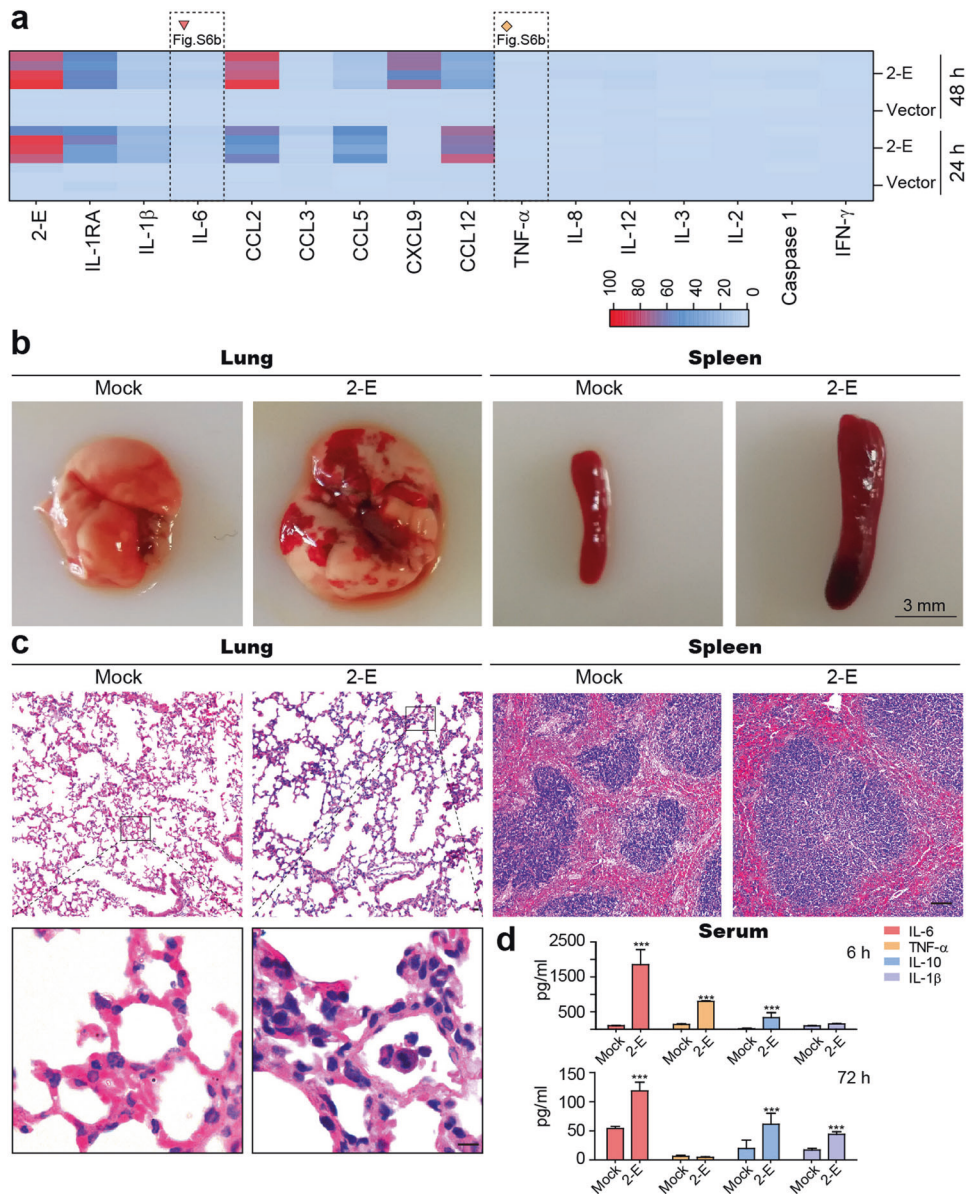 a
Fig.S6b
Fig.S6b
2-E
Vector
48 h
2-E
Vector
24 h
2-E
IL-1RA
IL-1β
IL-6
CCL2
CCL3
CCL5
CXCL9
CCL12
TNF-α
IL-8
IL-12
IL-3
IL-2
Caspase 1
IFN-γ
100
80
60
40
20
0
b
Lung
Spleen
Mock
2-E
Mock
2-E
3 mm
c
Lung
Spleen
Mock
2-E
Mock
2-E
d
Serum
IL-6
TNF-α
IL-10
IL-1β
6 h
pg/ml
2500
1500
500
***
***
***
Mock
2-E
Mock
2-E
Mock
2-E
Mock
2-E
72 h
pg/ml
150
100
50
0
***
***
***
Mock
2-E
Mock
2-E
Mock
2-E
Mock
2-E